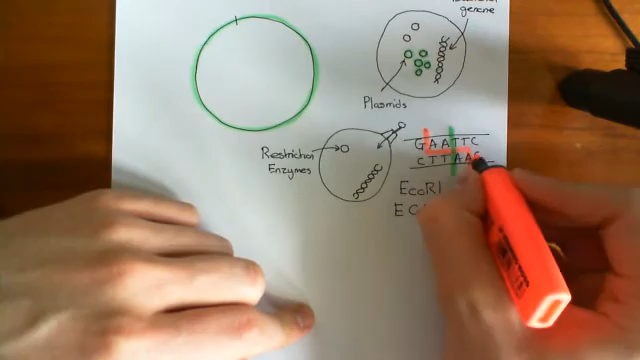 genome
Plasmids
Restriction
Enzymes
GAATTC
CTTAAG
EcoRI